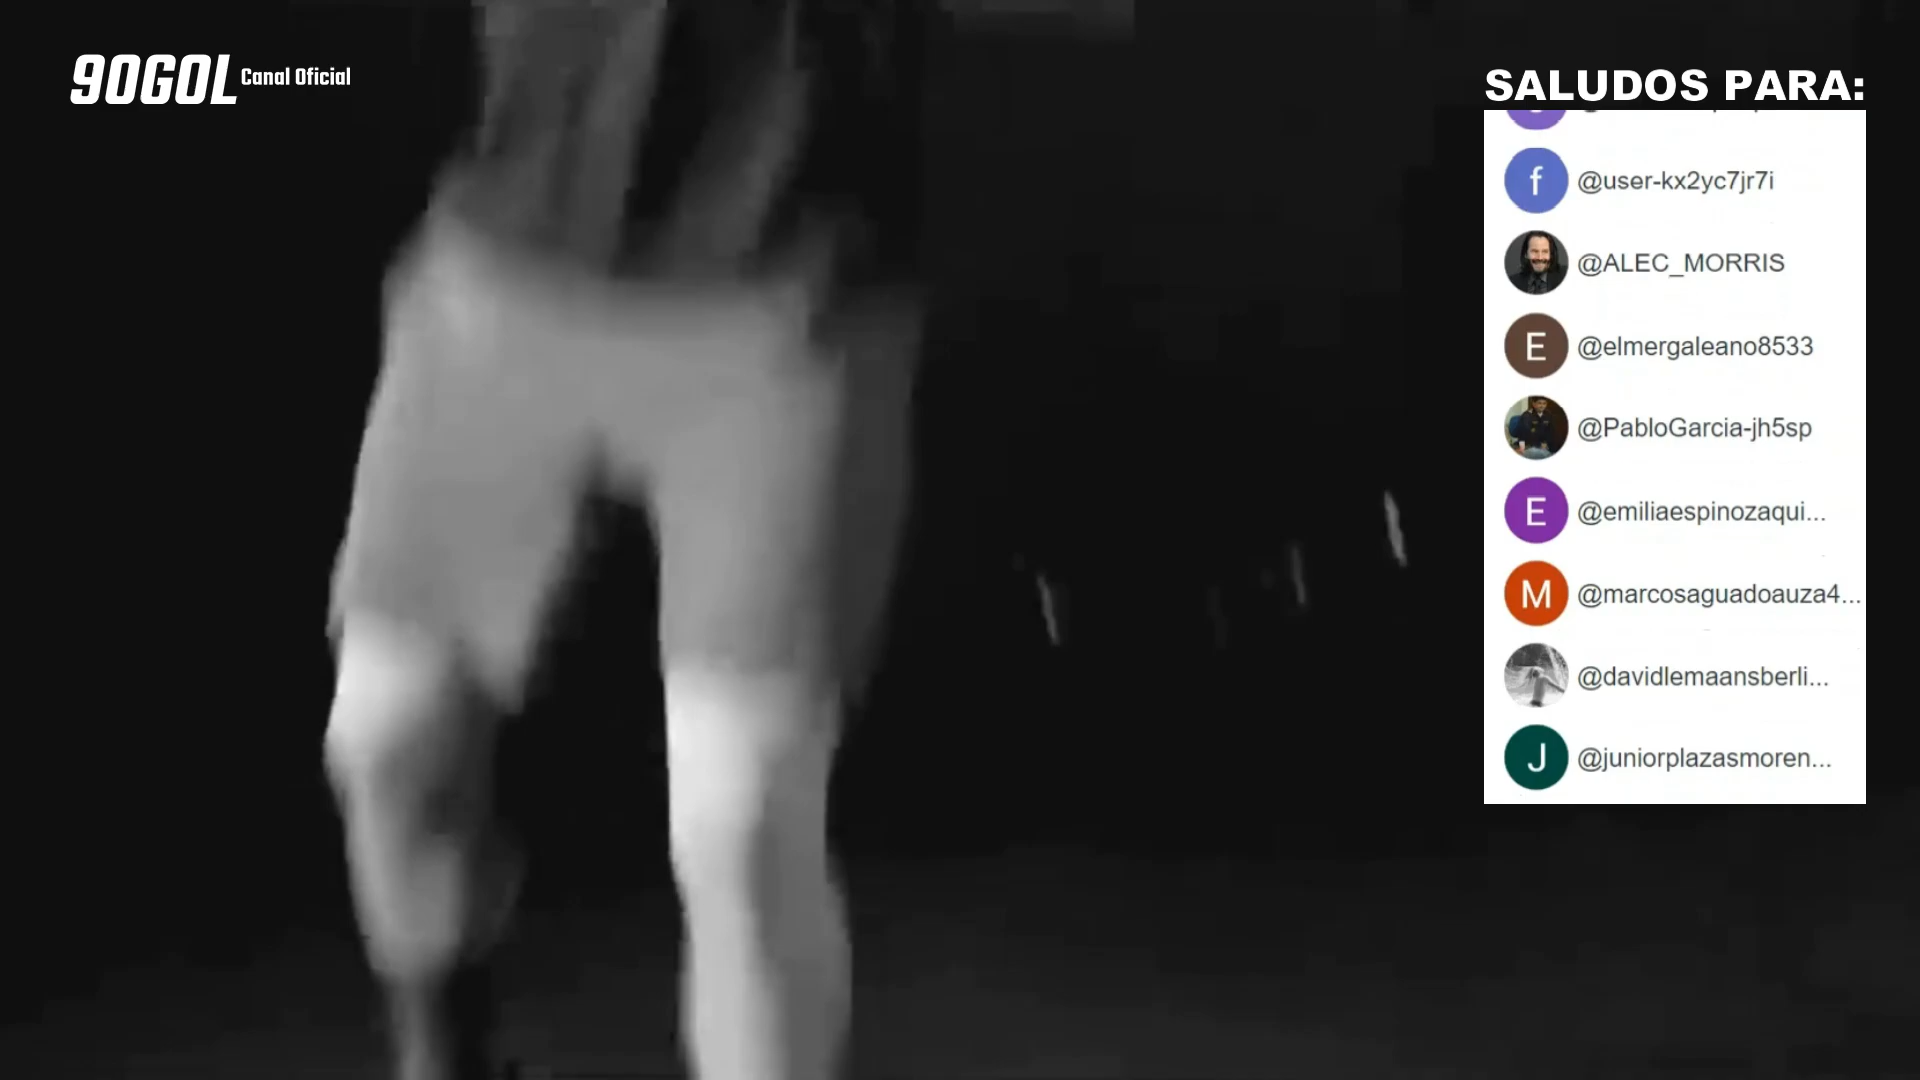 90GOL Canal Oficial
SALUDOS PARA:
f @user-kx2yc7jr7i
@ALEC_MORRIS
E @elmergaleano8533
@PabloGarcia-jh5sp
E @emiliaespinozaqui...
M @marcosaguadoauza4...
@davidlemaansberli...
J @juniorplazasmoren...